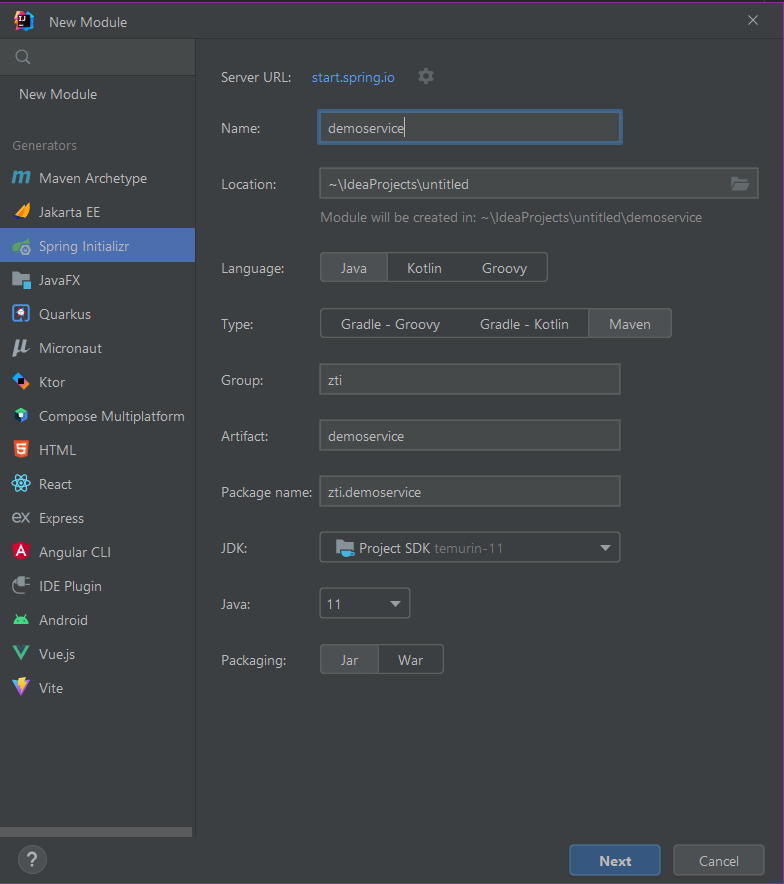 New Module
New Module
Generators
Maven Archetype
Jakarta EE
Spring Initializr
JavaFX
Quarkus
Micronaut
Ktor
Compose Multiplatform
HTML
React
Express
Angular CLI
IDE Plugin
Android
Vue.js
Vite
Server URL: start.spring.io
Name: demoservice
Location: ~\IdeaProjects\untitled
Module will be created in: ~\IdeaProjects\untitled\demoservice
Language: Java Kotlin Groovy
Type: Gradle - Groovy Gradle - Kotlin Maven
Group: zti
Artifact: demoservice
Package name: zti.demoservice
JDK: Project SDK temurin-11
Java: 11
Packaging: Jar War
? Next Cancel